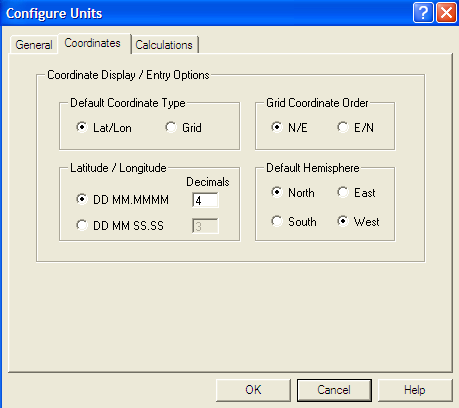 Configure Units
General Coordinates Calculations
Coordinate Display / Entry Options
Default Coordinate Type
Lat/Lon Grid
Grid Coordinate Order
N/E E/N
Latitude / Longitude
Decimals
DD MM.MMMM 4
DD MM SS.SS 3
Default Hemisphere
North East
South West
OK Cancel Help